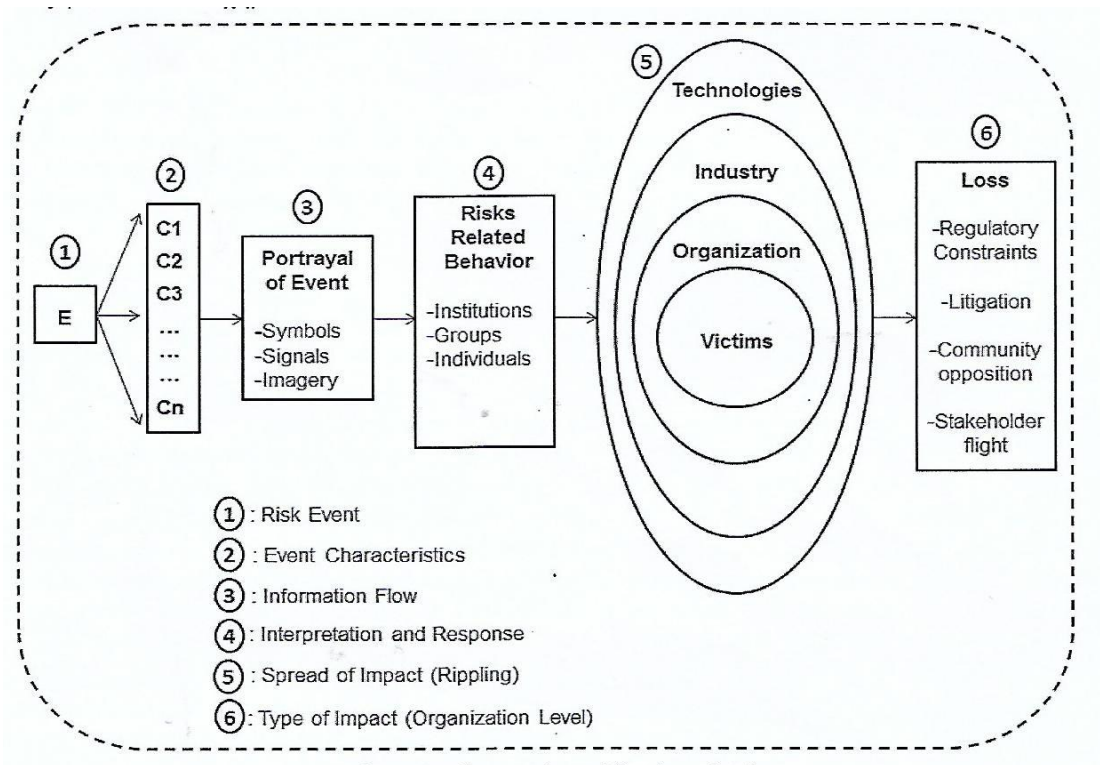 1
E
2
C1
C2
C3
...
...
...
Cn
3
Portrayal
of Event
-Symbols
-Signals
-Imagery
4
Risks
Related
Behavior
-Institutions
-Groups
-Individuals
5
Technologies
Industry
Organization
Victims
6
Loss
-Regulatory
Constraints
-Litigation
-Community
opposition
-Stakeholder
flight
1 : Risk Event
2 : Event Characteristics
3 : Information Flow
4 : Interpretation and Response
5 : Spread of Impact (Rippling)
6 : Type of Impact (Organization Level)